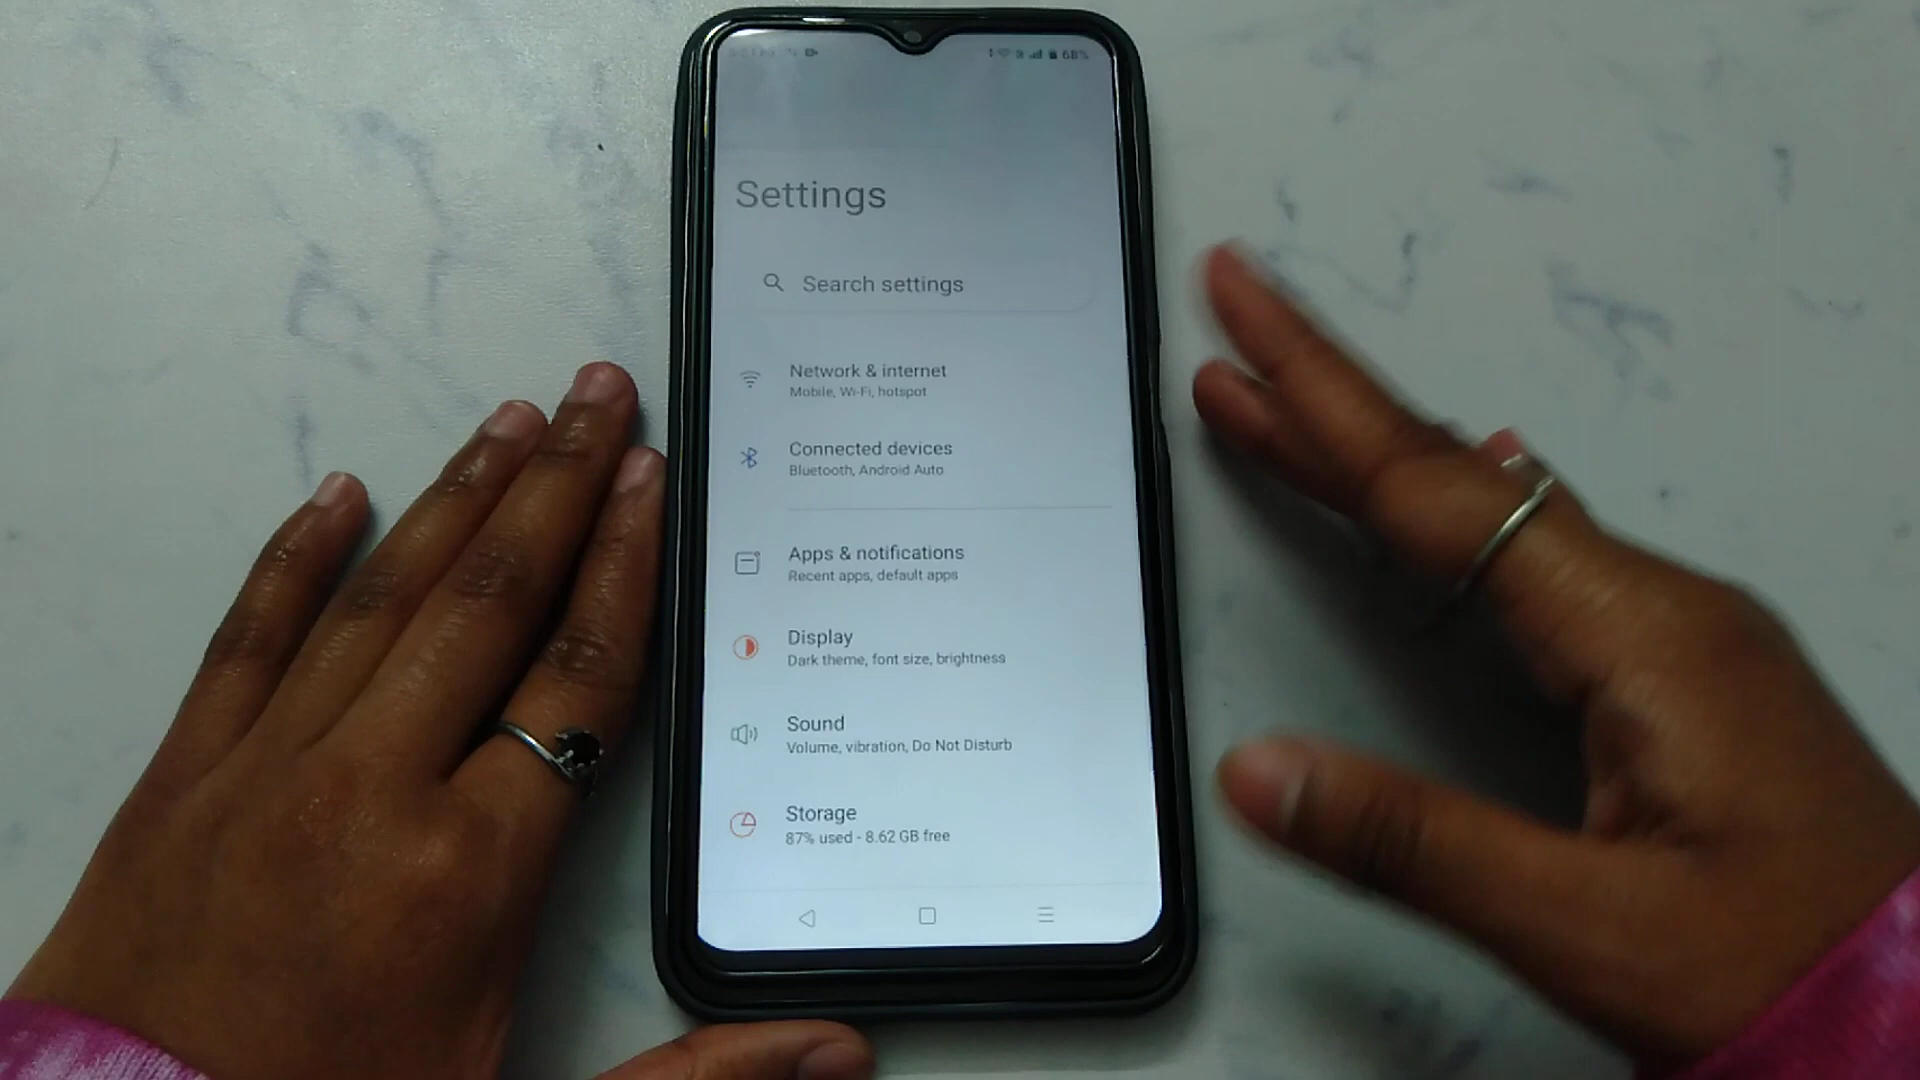 68%
Settings
Search settings
Network & internet
Mobile, Wi-Fi, hotspot
Connected devices
Bluetooth, Android Auto
Apps & notifications
Recent apps, default apps
Display
Dark theme, font size, brightness
Sound
Volume, vibration, Do Not Disturb
Storage
87% used - 8.62 GB free